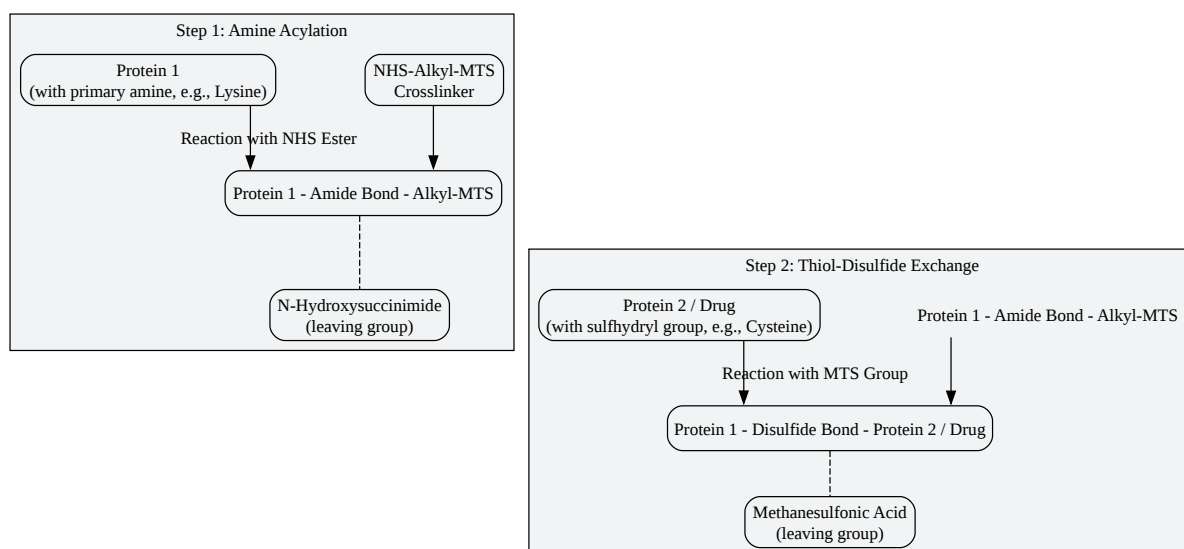 Step 1: Amine Acylation
Protein 1
(with primary amine, e.g., Lysine)
NHS-Alkyl-MTS
Crosslinker
Reaction with NHS Ester
Protein 1 - Amide Bond - Alkyl-MTS
N-Hydroxysuccinimide
(leaving group)
Step 2: Thiol-Disulfide Exchange
Protein 2 / Drug
(with sulfhydryl group, e.g., Cysteine)
Protein 1 - Amide Bond - Alkyl-MTS
Reaction with MTS Group
Protein 1 - Disulfide Bond - Protein 2 / Drug
Methanesulfonic Acid
(leaving group)